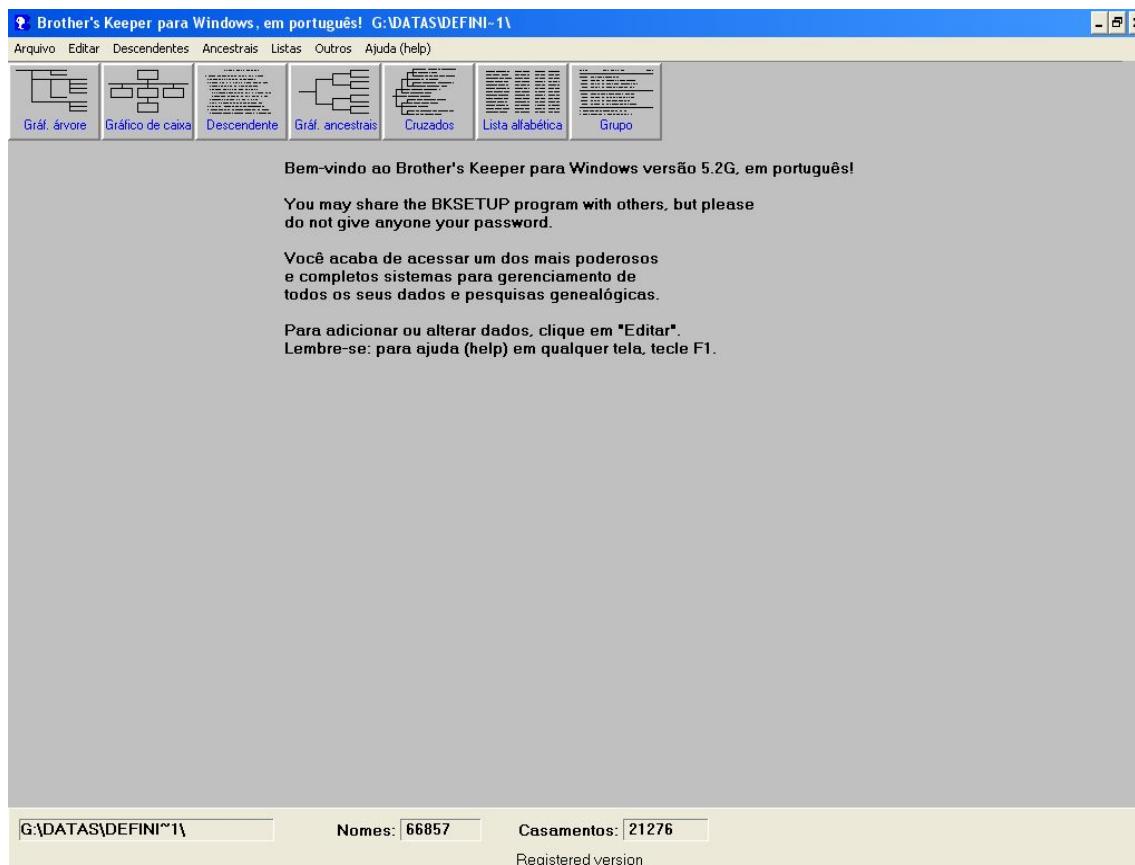 Brother's Keeper para Windows, em português! G:\DATAS\DEFINI~1\
Arquivo Editar Descendentes Ancestrais Listas Outros Ajuda (help)
Gráf. árvore Gráfico de caixa Descendente Gráf. ancestrais Cruzados Lista alfabética Grupo
Bem-vindo ao Brother's Keeper para Windows versão 5.2G, em português!
You may share the BKSETUP program with others, but please
do not give anyone your password.
Você acaba de acessar um dos mais poderosos
e completos sistemas para gerenciamento de
todos os seus dados e pesquisas genealógicas.
Para adicionar ou alterar dados, clique em "Editar".
Lembre-se: para ajuda (help) em qualquer tela, tecle F1.
G:\DATAS\DEFINI~1\ Nomes: 66857 Casamentos: 21276
Registered version